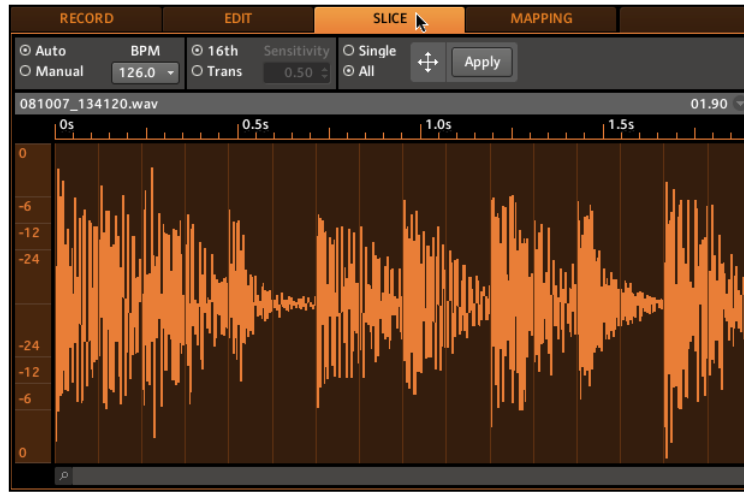 RECORD EDIT SLICE MAPPING
Auto BPM 16th Sensitivity Single
Manual 126.0 Trans 0.50 All Apply
081007_134120.wav 01.90
0s 0.5s 1.0s 1.5s
0
-6
-12
-24
-24
-12
-6
0